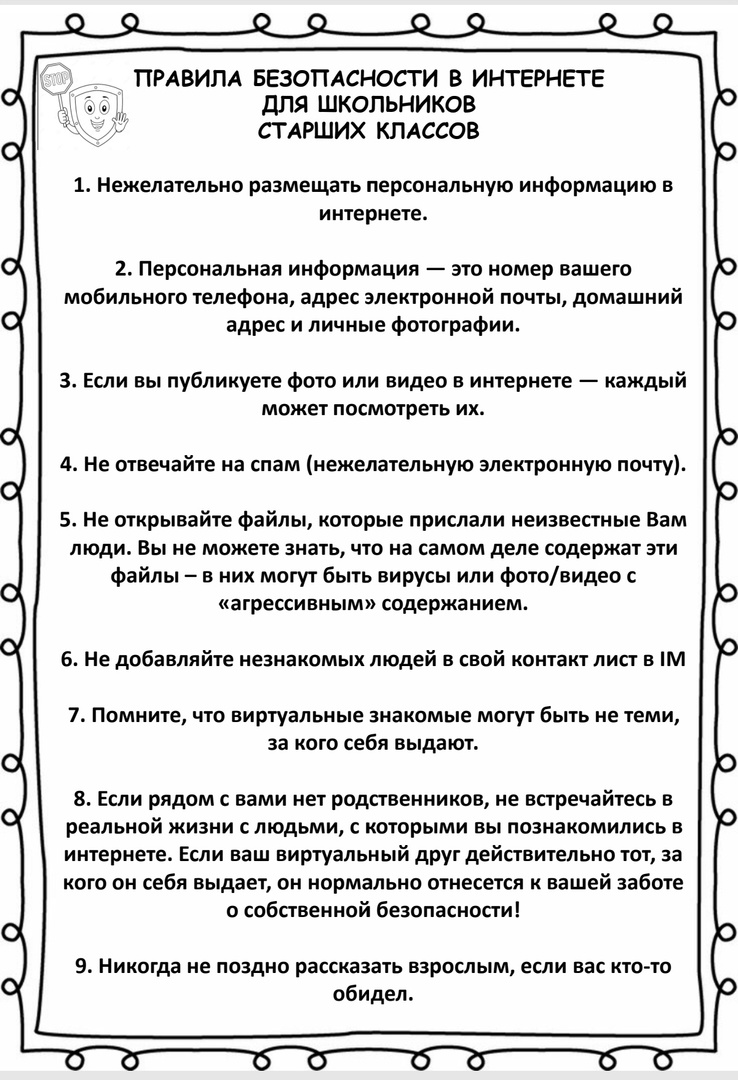 STOP
ПРАВИЛА БЕЗОПАСНОСТИ В ИНТЕРНЕТЕ
ДЛЯ ШКОЛЬНИКОВ
СТАРШИХ КЛАССОВ
1. Нежелательно размещать персональную информацию в
интернете.
2. Персональная информация — это номер вашего
мобильного телефона, адрес электронной почты, домашний
адрес и личные фотографии.
3. Если вы публикуете фото или видео в интернете — каждый
может посмотреть их.
4. Не отвечайте на спам (нежелательную электронную почту).
5. Не открывайте файлы, которые прислали неизвестные Вам
люди. Вы не можете знать, что на самом деле содержат эти
файлы – в них могут быть вирусы или фото/видео с
«агрессивным» содержанием.
6. Не добавляйте незнакомых людей в свой контакт лист в IM
7. Помните, что виртуальные знакомые могут быть не теми,
за кого себя выдают.
8. Если рядом с вами нет родственников, не встречайтесь в
реальной жизни с людьми, с которыми вы познакомились в
интернете. Если ваш виртуальный друг действительно тот, за
кого он себя выдает, он нормально отнесется к вашей заботе
о собственной безопасности!
9. Никогда не поздно рассказать взрослым, если вас кто-то
обидел.